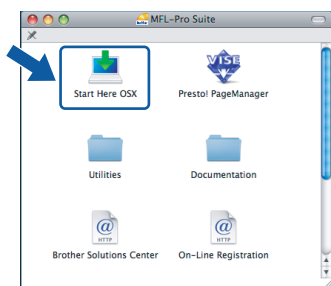 MFL-Pro Suite
Start Here OSX
VISE
Presto! PageManager
Utilities
Documentation
@
HTTP
@
HTTP
Brother Solutions Center
On-Line Registration